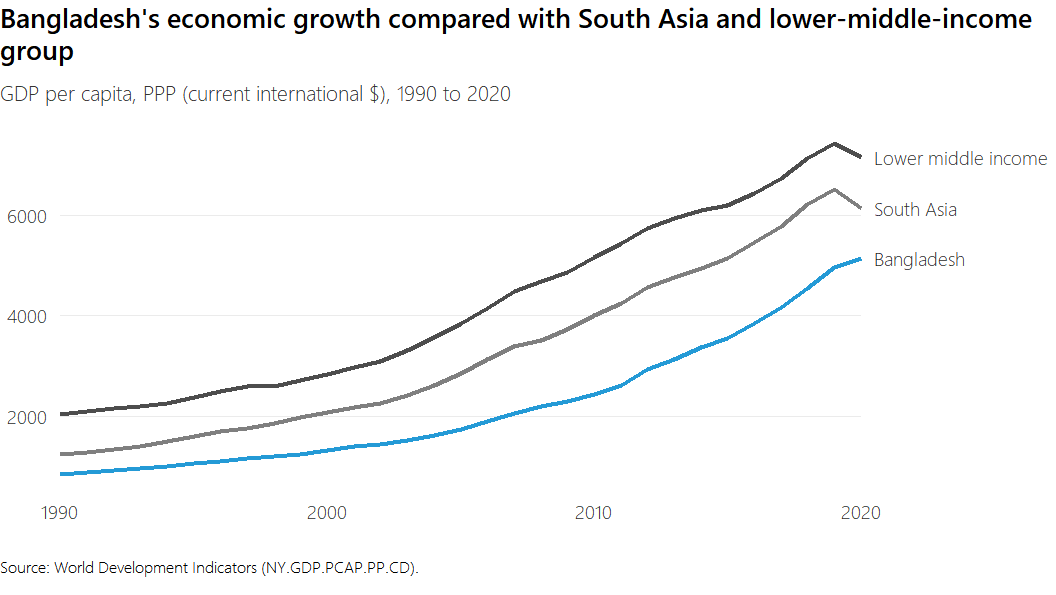 Bangladesh's economic growth compared with South Asia and lower-middle-income
group
GDP per capita, PPP (current international $), 1990 to 2020
Lower middle income
6000
South Asia
Bangladesh
4000
2000
1990 2000 2010 2020
Source: World Development Indicators (NY.GDP.PCAP.PP.CD).